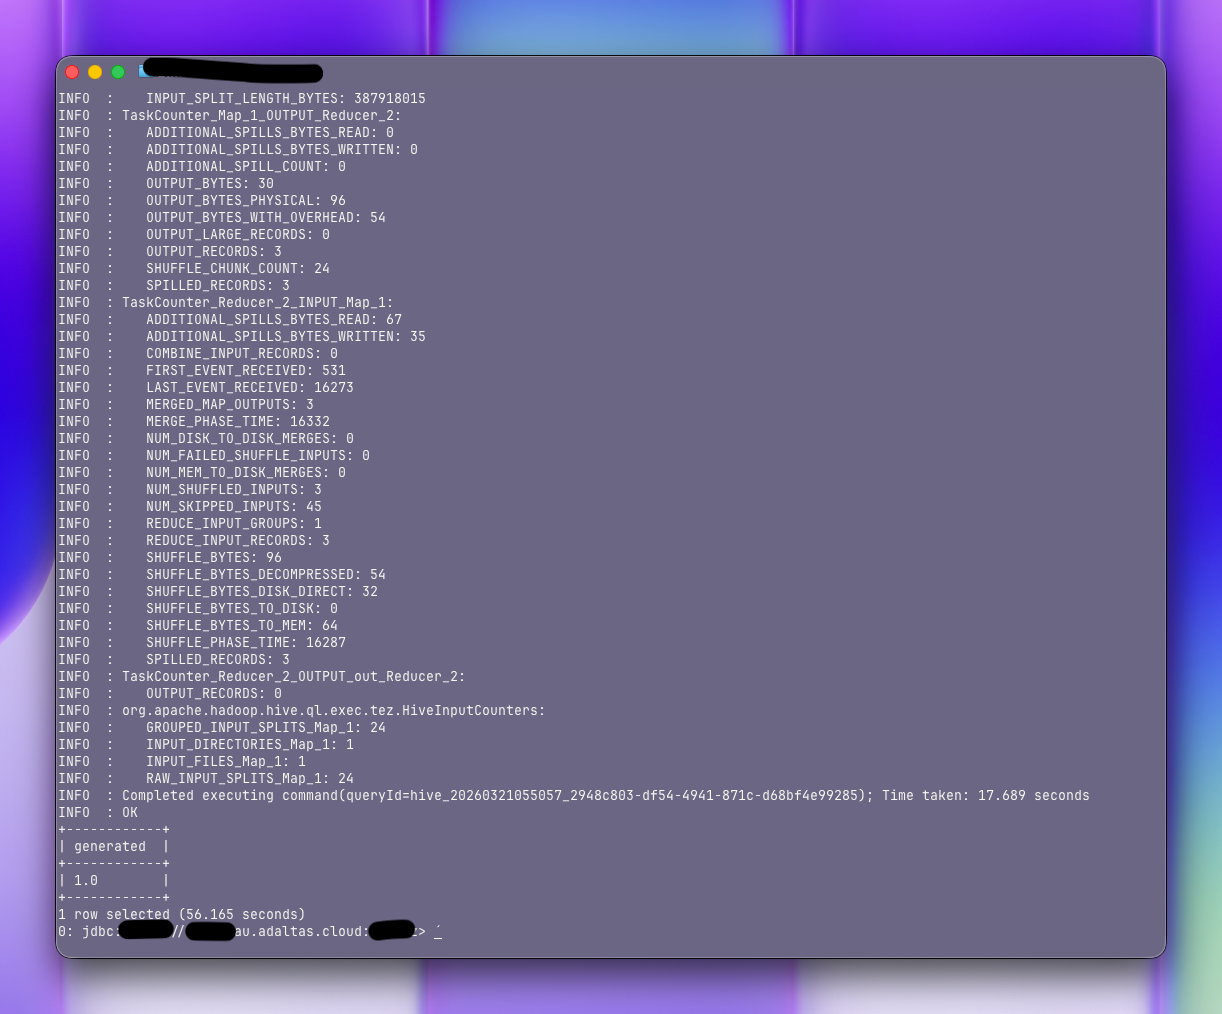 INFO  :     INPUT_SPLIT_LENGTH_BYTES: 387918015
INFO  : TaskCounter_Map_1_OUTPUT_Reducer_2:
INFO  :     ADDITIONAL_SPILLS_BYTES_READ: 0
INFO  :     ADDITIONAL_SPILLS_BYTES_WRITTEN: 0
INFO  :     ADDITIONAL_SPILL_COUNT: 0
INFO  :     OUTPUT_BYTES: 30
INFO  :     OUTPUT_BYTES_PHYSICAL: 96
INFO  :     OUTPUT_BYTES_WITH_OVERHEAD: 54
INFO  :     OUTPUT_LARGE_RECORDS: 0
INFO  :     OUTPUT_RECORDS: 3
INFO  :     SHUFFLE_CHUNK_COUNT: 24
INFO  :     SPILLED_RECORDS: 3
INFO  : TaskCounter_Reducer_2_INPUT_Map_1:
INFO  :     ADDITIONAL_SPILLS_BYTES_READ: 67
INFO  :     ADDITIONAL_SPILLS_BYTES_WRITTEN: 35
INFO  :     COMBINE_INPUT_RECORDS: 0
INFO  :     FIRST_EVENT_RECEIVED: 531
INFO  :     LAST_EVENT_RECEIVED: 16273
INFO  :     MERGED_MAP_OUTPUTS: 3
INFO  :     MERGE_PHASE_TIME: 16332
INFO  :     NUM_DISK_TO_DISK_MERGES: 0
INFO  :     NUM_FAILED_SHUFFLE_INPUTS: 0
INFO  :     NUM_MEM_TO_DISK_MERGES: 0
INFO  :     NUM_SHUFFLED_INPUTS: 3
INFO  :     NUM_SKIPPED_INPUTS: 45
INFO  :     REDUCE_INPUT_GROUPS: 1
INFO  :     REDUCE_INPUT_RECORDS: 3
INFO  :     SHUFFLE_BYTES: 96
INFO  :     SHUFFLE_BYTES_DECOMPRESSED: 54
INFO  :     SHUFFLE_BYTES_DISK_DIRECT: 32
INFO  :     SHUFFLE_BYTES_TO_DISK: 0
INFO  :     SHUFFLE_BYTES_TO_MEM: 64
INFO  :     SHUFFLE_PHASE_TIME: 16287
INFO  :     SPILLED_RECORDS: 3
INFO  : TaskCounter_Reducer_2_OUTPUT_out_Reducer_2:
INFO  :     OUTPUT_RECORDS: 0
INFO  : org.apache.hadoop.hive.ql.exec.tez.HiveInputCounters:
INFO  :     GROUPED_INPUT_SPLITS_Map_1: 24
INFO  :     INPUT_DIRECTORIES_Map_1: 1
INFO  :     INPUT_FILES_Map_1: 1
INFO  :     RAW_INPUT_SPLITS_Map_1: 24
INFO  : Completed executing command(queryId=hive_20260321055057_2948c803-df54-4941-871c-d68bf4e99285); Time taken: 17.689 seconds
INFO  : OK
+------------+
| generated  |
+------------+
| 1.0        |
+------------+
1 row selected (56.165 seconds)
0: jdbc: // au.adaltas.cloud: >